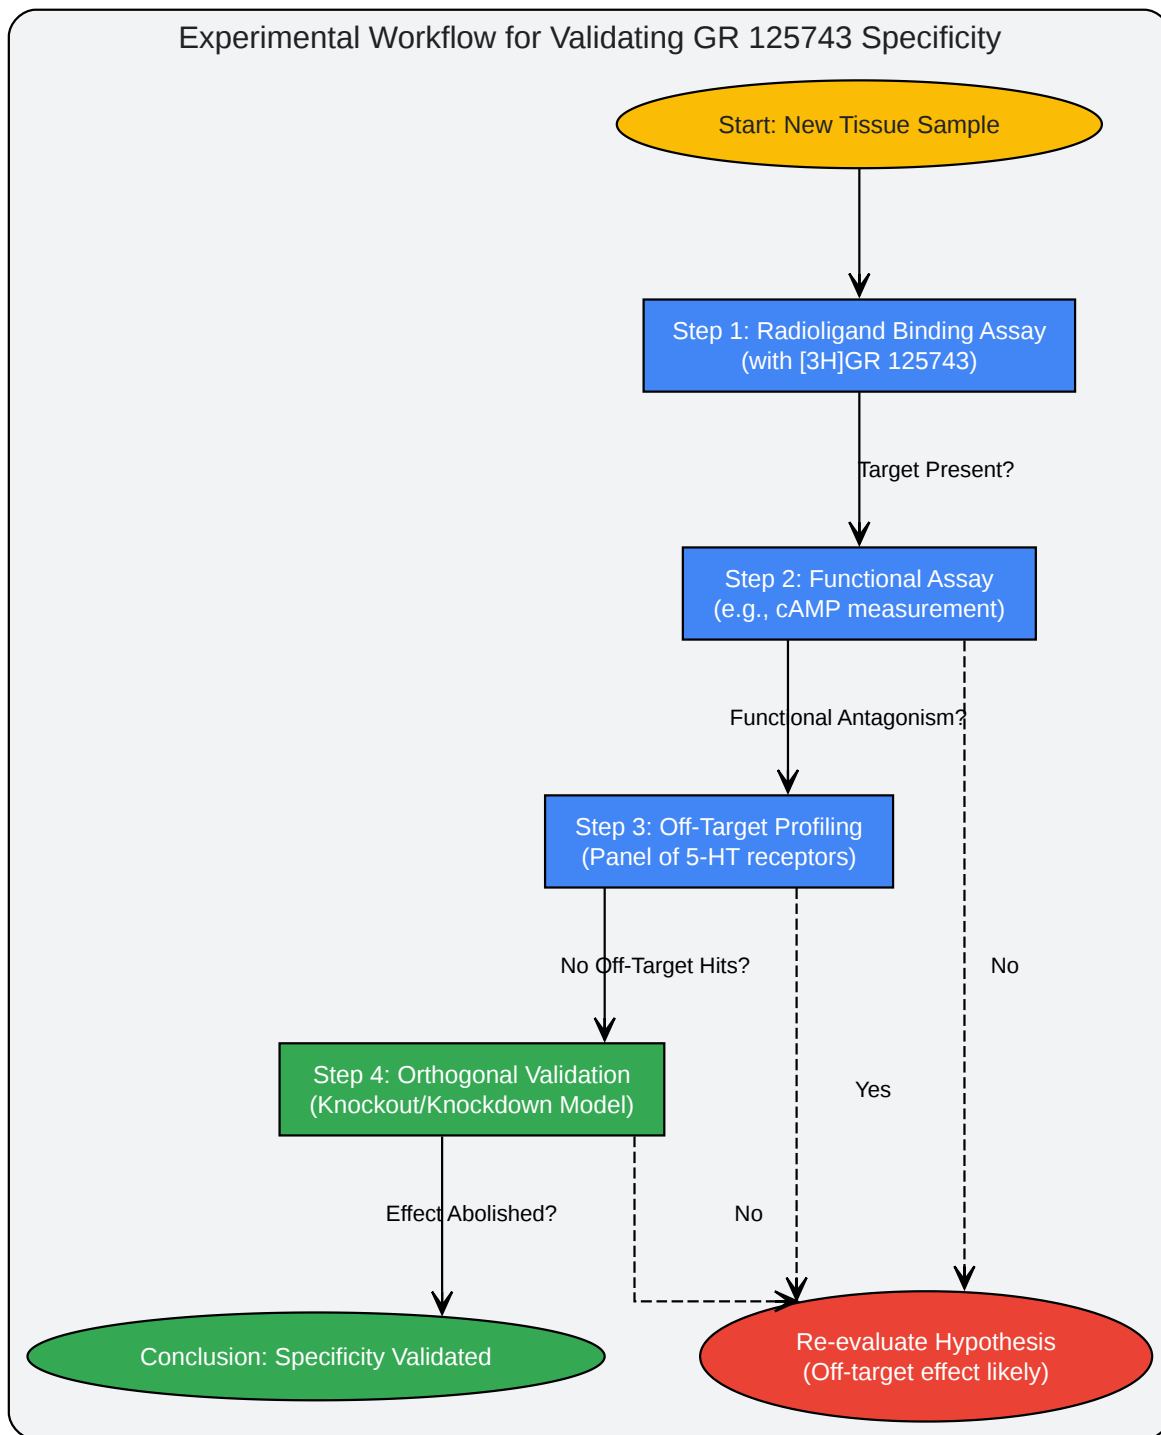 Experimental Workflow for Validating GR 125743 Specificity
Start: New Tissue Sample
Step 1: Radioligand Binding Assay
(with [3H]GR 125743)
Target Present?
Step 2: Functional Assay
(e.g., cAMP measurement)
Functional Antagonism?
Step 3: Off-Target Profiling
(Panel of 5-HT receptors)
No Off-Target Hits?
No
Step 4: Orthogonal Validation
(Knockout/Knockdown Model)
Yes
Effect Abolished?
No
Conclusion: Specificity Validated
Re-evaluate Hypothesis
(Off-target effect likely)